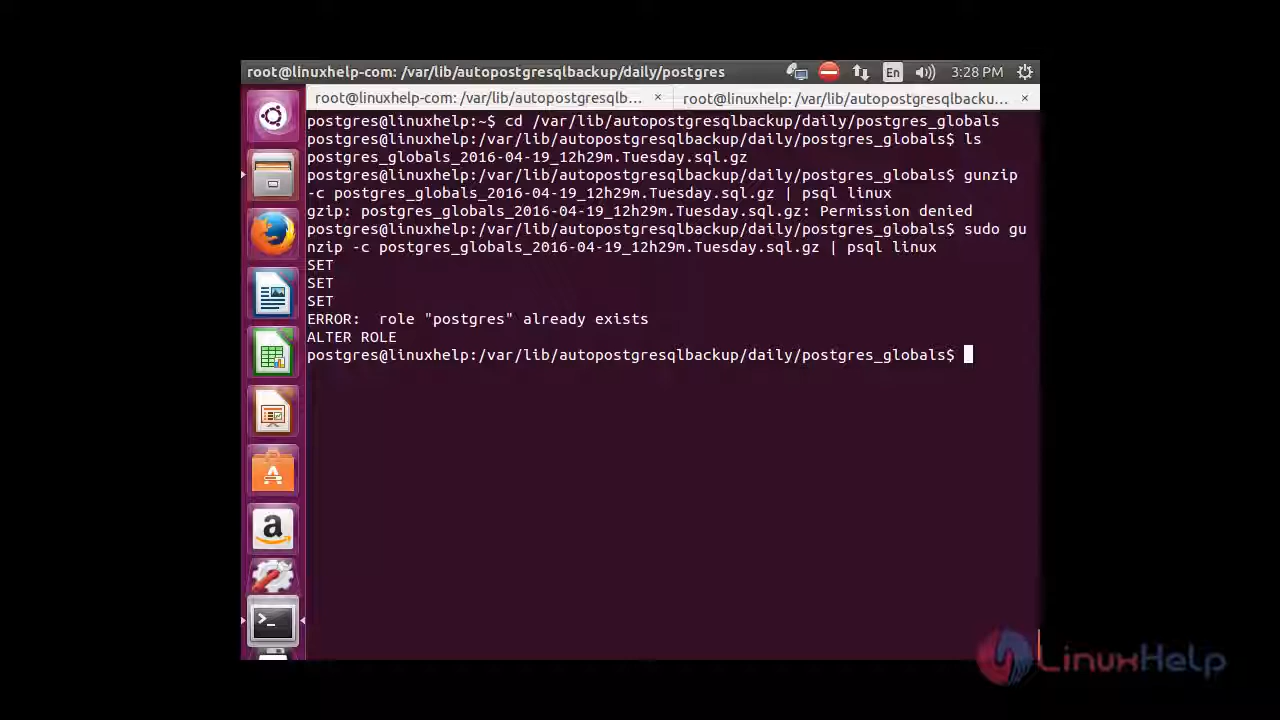 root@linuxhelp-com: /var/lib/autopostgresqlbackup/daily/postgres
En
3:28 PM
root@linuxhelp-com: /var/lib/autopostgresqlb... ×
root@linuxhelp: /var/lib/autopostgresqlbacku... ×
postgres@linuxhelp:~$ cd /var/lib/autopostgresqlbackup/daily/postgres_globals
postgres@linuxhelp:/var/lib/autopostgresqlbackup/daily/postgres_globals$ ls
postgres_globals_2016-04-19_12h29m.Tuesday.sql.gz
postgres@linuxhelp:/var/lib/autopostgresqlbackup/daily/postgres_globals$ gunzip
-c postgres_globals_2016-04-19_12h29m.Tuesday.sql.gz | psql linux
gzip: postgres_globals_2016-04-19_12h29m.Tuesday.sql.gz: Permission denied
postgres@linuxhelp:/var/lib/autopostgresqlbackup/daily/postgres_globals$ sudo gu
nzip -c postgres_globals_2016-04-19_12h29m.Tuesday.sql.gz | psql linux
SET
SET
SET
ERROR:  role "postgres" already exists
ALTER ROLE
postgres@linuxhelp:/var/lib/autopostgresqlbackup/daily/postgres_globals$
LinuxHelp